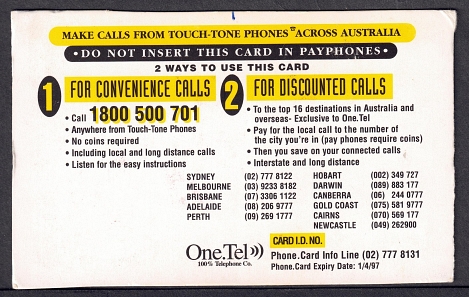 MAKE CALLS FROM TOUCH-TONE PHONES ☎ ACROSS AUSTRALIA
• DO NOT INSERT THIS CARD IN PAYPHONES •
2 WAYS TO USE THIS CARD
1 FOR CONVENIENCE CALLS
• Call 1800 500 701
• Anywhere from Touch-Tone Phones
• No coins required
• Including local and long distance calls
• Listen for the easy instructions
2 FOR DISCOUNTED CALLS
• To the top 16 destinations in Australia and
overseas- Exclusive to One.Tel
• Pay for the local call to the number of
the city you're in (pay phones require coins)
• Then you save on your connected calls
• Interstate and long distance
SYDNEY (02) 777 8122
MELBOURNE (03) 9233 8182
BRISBANE (07) 3306 1122
ADELAIDE (08) 206 9777
PERTH (09) 269 1777
HOBART (002) 349 727
DARWIN (089) 883 177
CANBERRA (06) 244 0777
GOLD COAST (075) 581 9777
CAIRNS (070) 569 177
NEWCASTLE (049) 262900
One.Tel
100% Telephone Co.
CARD I.D. NO.
Phone.Card Info Line (02) 777 8131
Phone.Card Expiry Date: 1/4/97